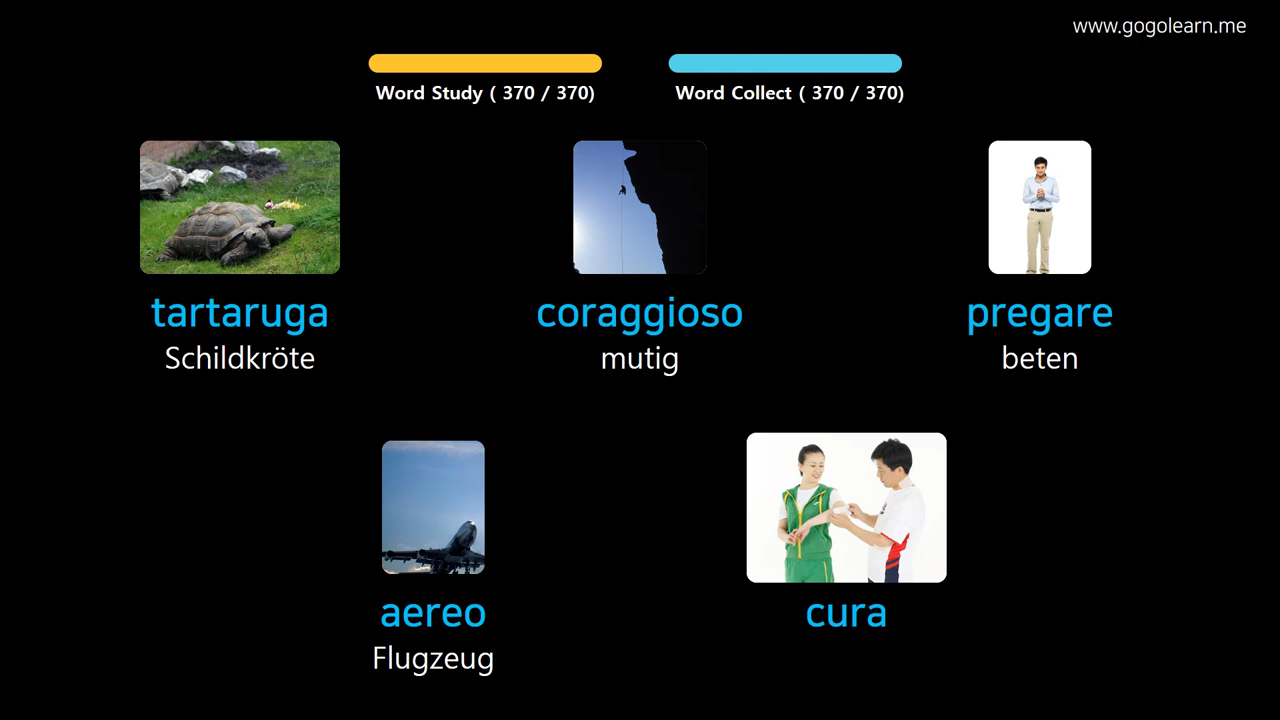 www.gogolearn.me
Word Study ( 370 / 370)
Word Collect ( 370 / 370)
tartaruga
Schildkröte
coraggioso
mutig
pregare
beten
aereo
Flugzeug
cura